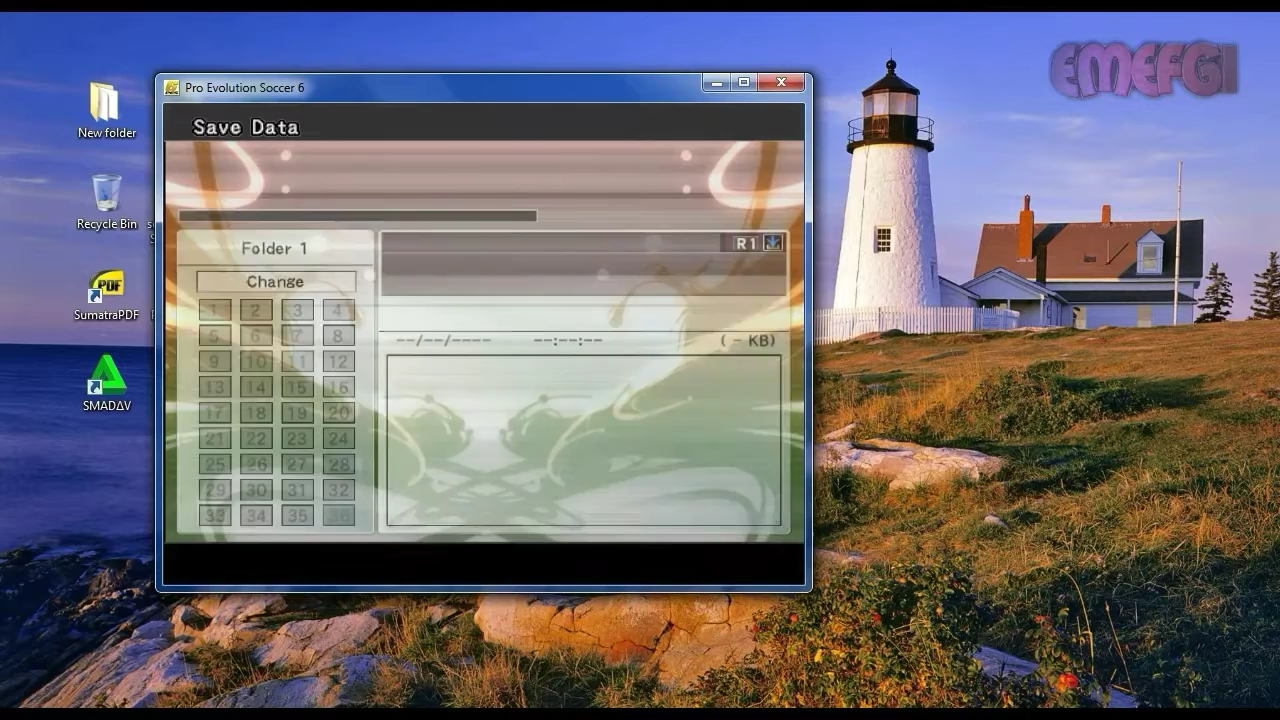 EMEFGI
New folder
Recycle Bin
SumatraPDF
SMADΔV
Pro Evolution Soccer 6
Save Data
R1
Folder 1
Change
1 2 3 4
5 6 7 8
9 10 11 12
13 14 15 16
17 18 19 20
21 22 23 24
25 26 27 28
29 30 31 32
33 34 35 36
--/--/---- --:--:-- ( - KB)
PDF